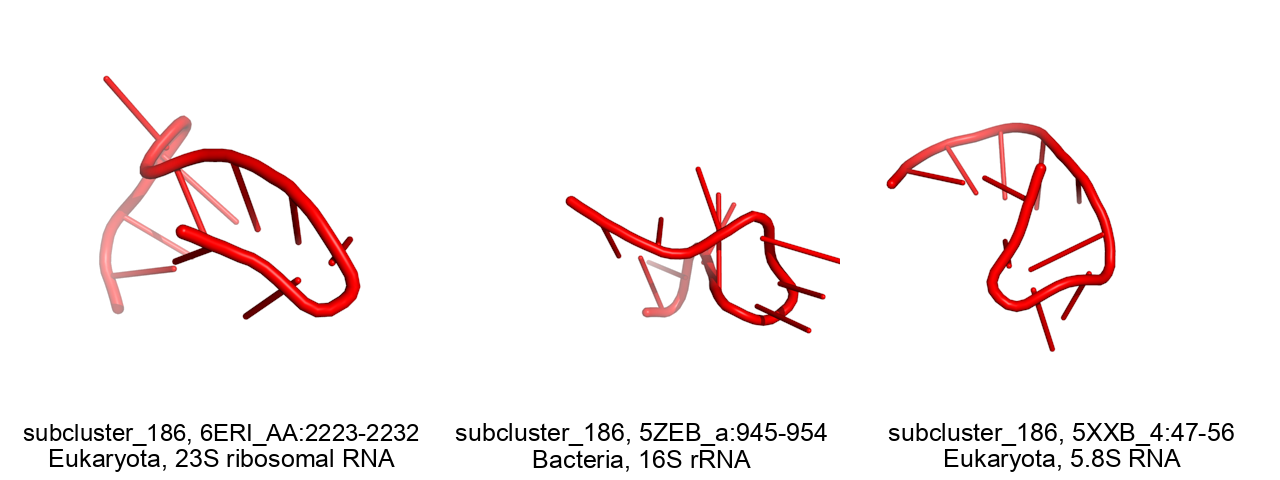 subcluster_186, 6ERI_AA:2223-2232
Eukaryota, 23S ribosomal RNA
subcluster_186, 5ZEB_a:945-954
Bacteria, 16S rRNA
subcluster_186, 5XXB_4:47-56
Eukaryota, 5.8S RNA